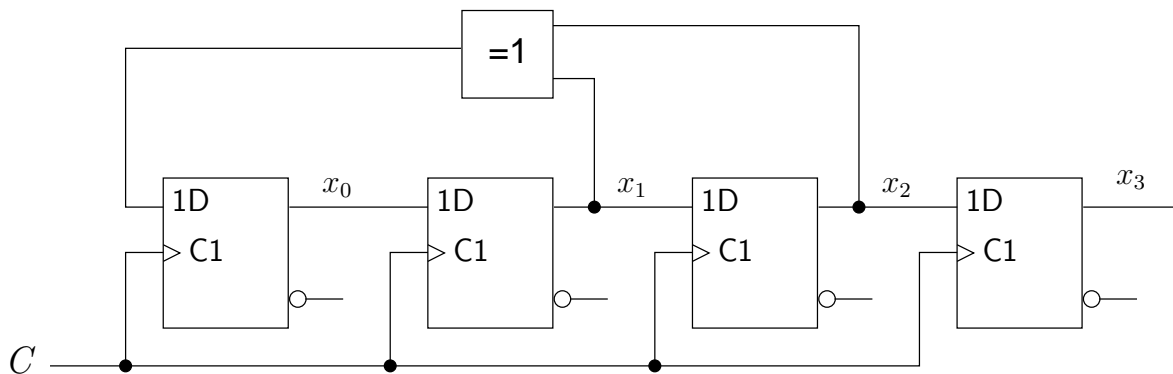 =1
x₀ x₁ x₂ x₃
1D 1D 1D 1D
C1 C1 C1 C1
C